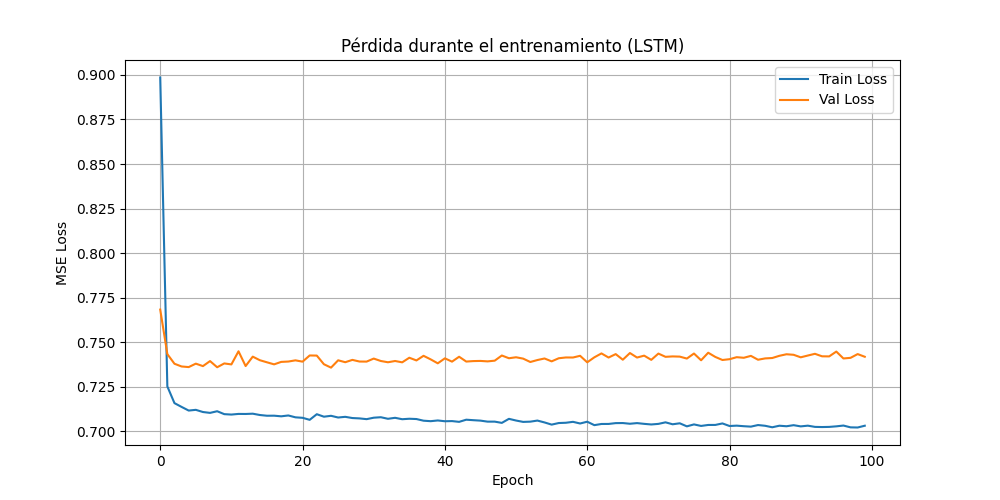 Pérdida durante el entrenamiento (LSTM)
0.900
0.875
0.850
0.825
0.800
0.775
0.750
0.725
0.700
MSE Loss
Train Loss
Val Loss
0 20 40 60 80 100
Epoch